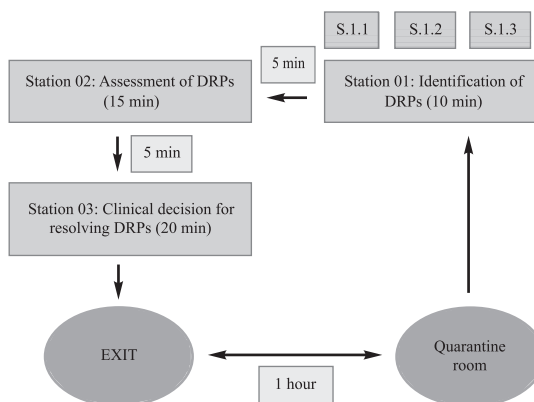 S.1.1 S.1.2 S.1.3
5 min
Station 02: Assessment of DRPs
(15 min)
Station 01: Identification of
DRPs (10 min)
5 min
Station 03: Clinical decision for
resolving DRPs (20 min)
EXIT
Quarantine
room
1 hour